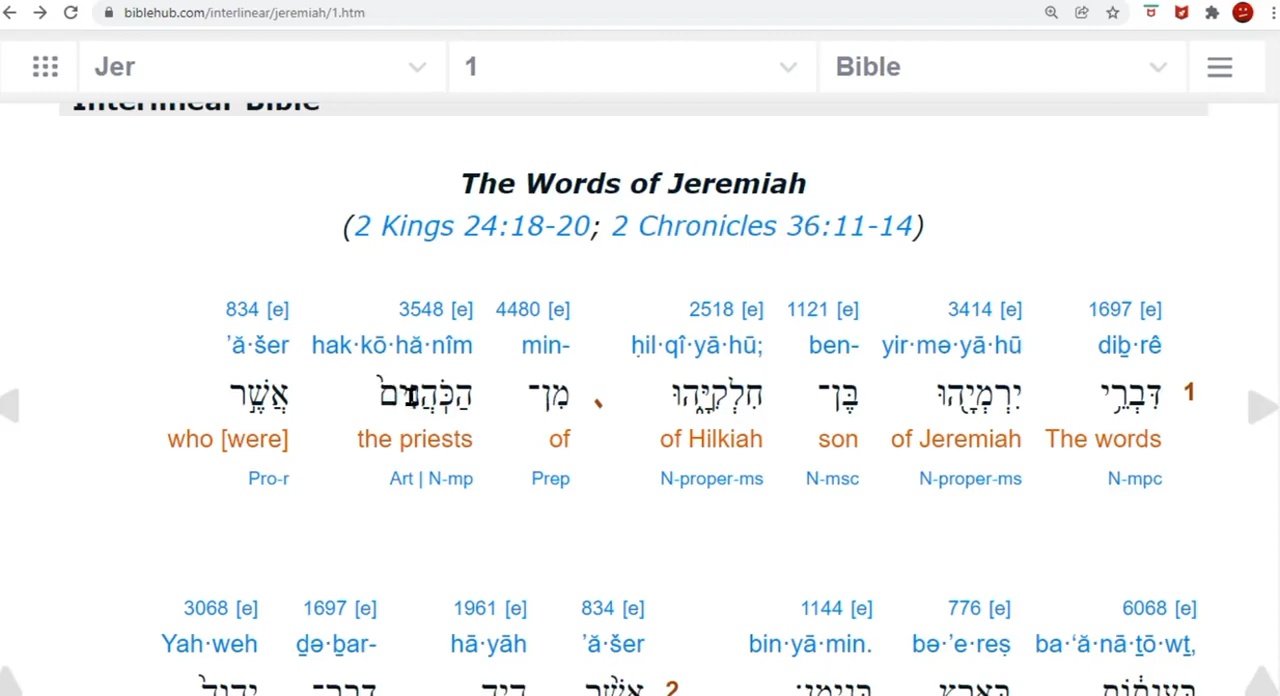 biblehub.com/interlinear/jeremiah/1.htm
Jer 1 Bible
Interlinear Bible
The Words of Jeremiah
(2 Kings 24:18-20; 2 Chronicles 36:11-14)
834 [e] 3548 [e] 4480 [e] 2518 [e] 1121 [e] 3414 [e] 1697 [e]
’ă·šer hak·kō·hă·nîm min- ḥil·qî·yā·hū; ben- yir·mə·yā·hū diḇ·rê
1 דִּבְרֵ֥י יִרְמְיָ֖הוּ בֶּן־ חִלְקִיָּ֑הוּ מִן־ הַכֹּֽהֲנִים֙ אֲשֶׁ֣ר
who [were] the priests of of Hilkiah son of Jeremiah The words
Pro-r Art | N-mp Prep N-proper-ms N-msc N-proper-ms N-mpc
3068 [e] 1697 [e] 1961 [e] 834 [e] 1144 [e] 776 [e] 6068 [e]
Yah·weh ḏə·ḇar- hā·yāh ’ă·šer bin·yā·min. bə·’e·reṣ ba·‘ă·nā·ṯō·wṯ,
2